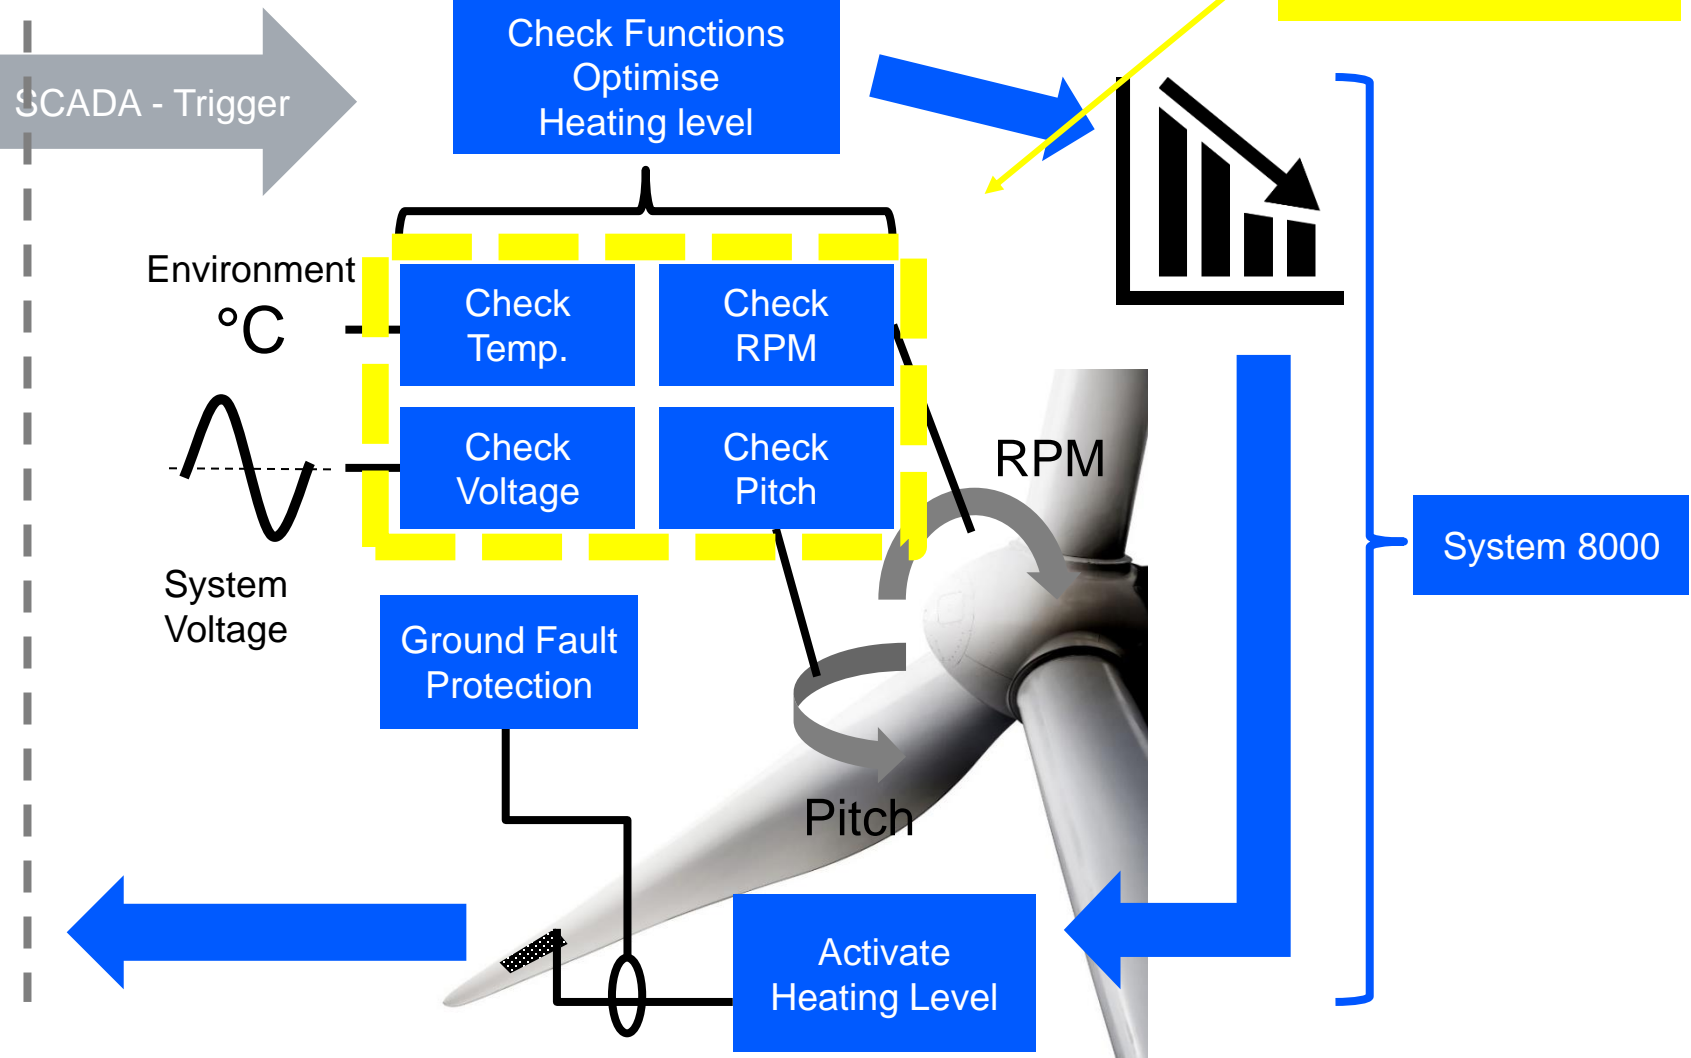 Check Functions
Optimise
Heating level
SCADA - Trigger
Environment
°C
Check
Temp.
Check
RPM
Check
Voltage
Check
Pitch
RPM
System 8000
System
Voltage
Ground Fault
Protection
Pitch
Activate
Heating Level